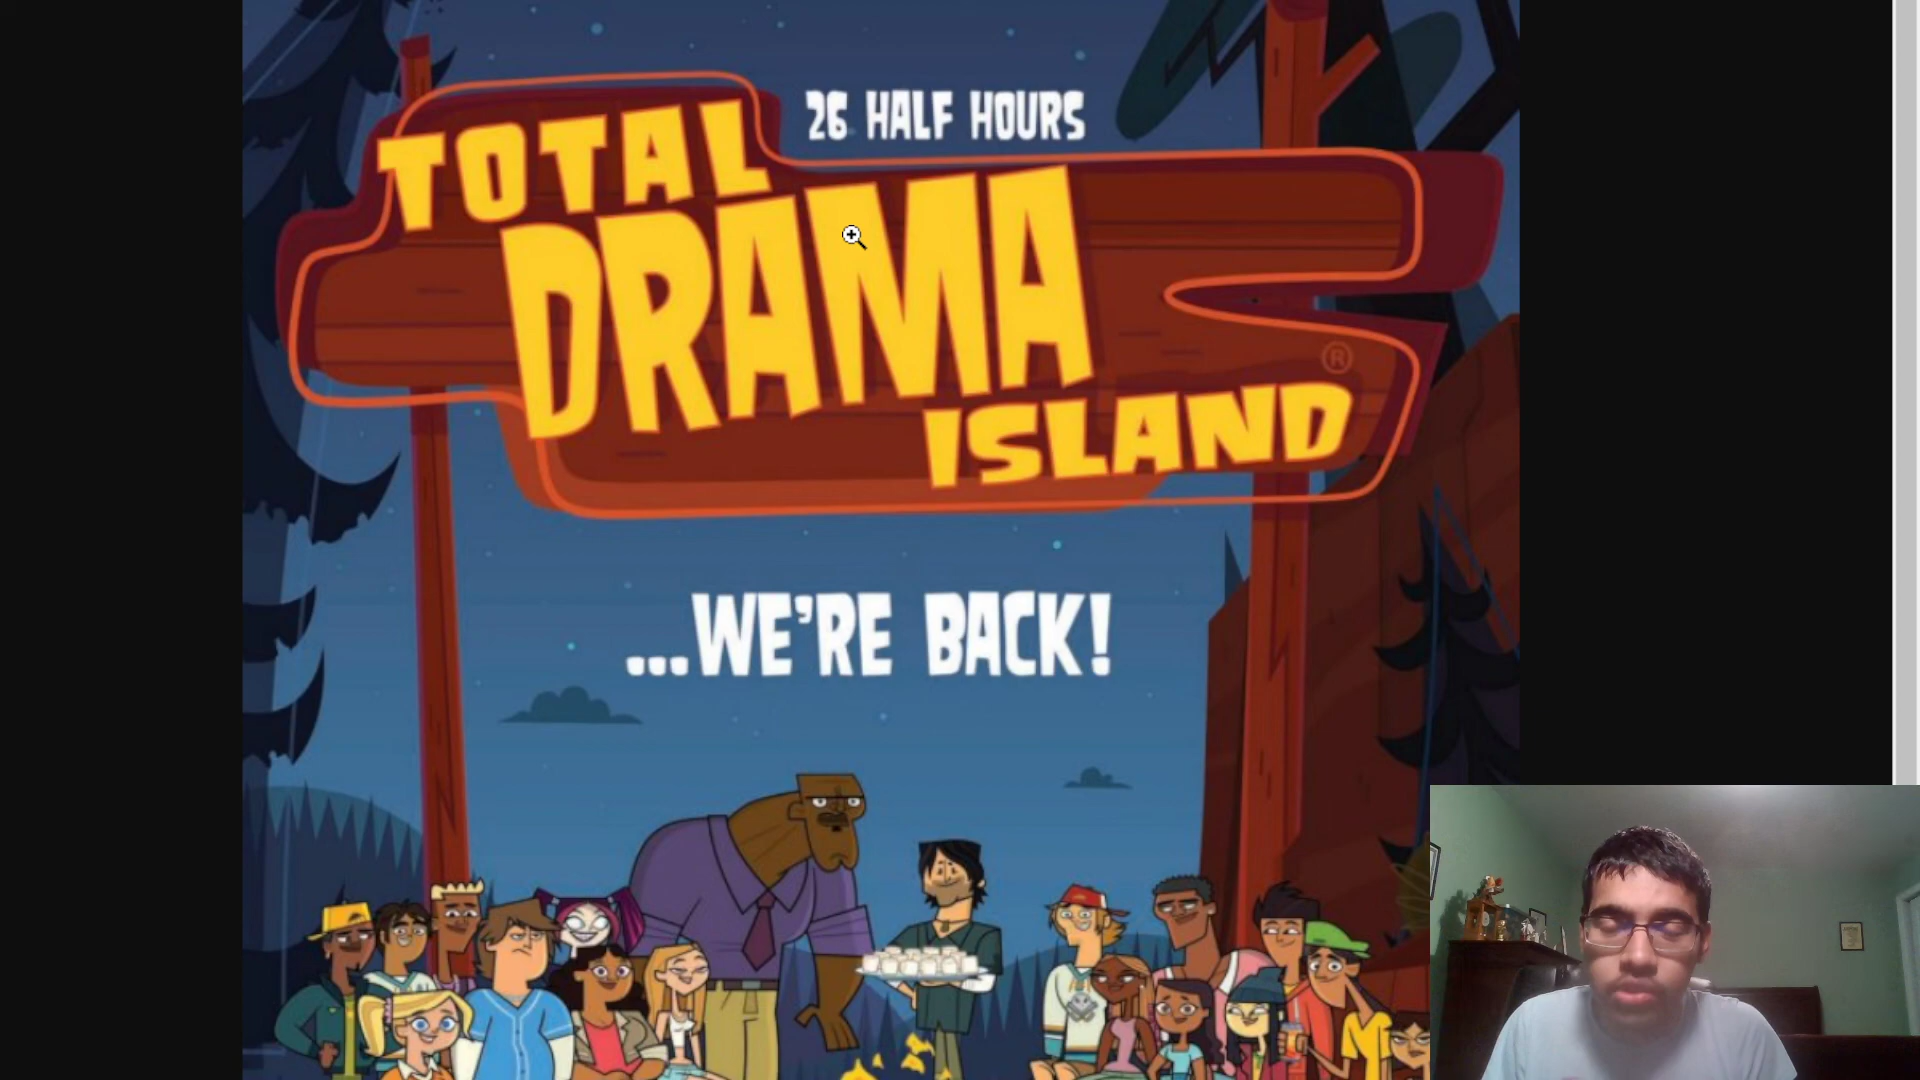 26 HALF HOURS
TOTAL
DRAMA
ISLAND
®
...WE'RE BACK!